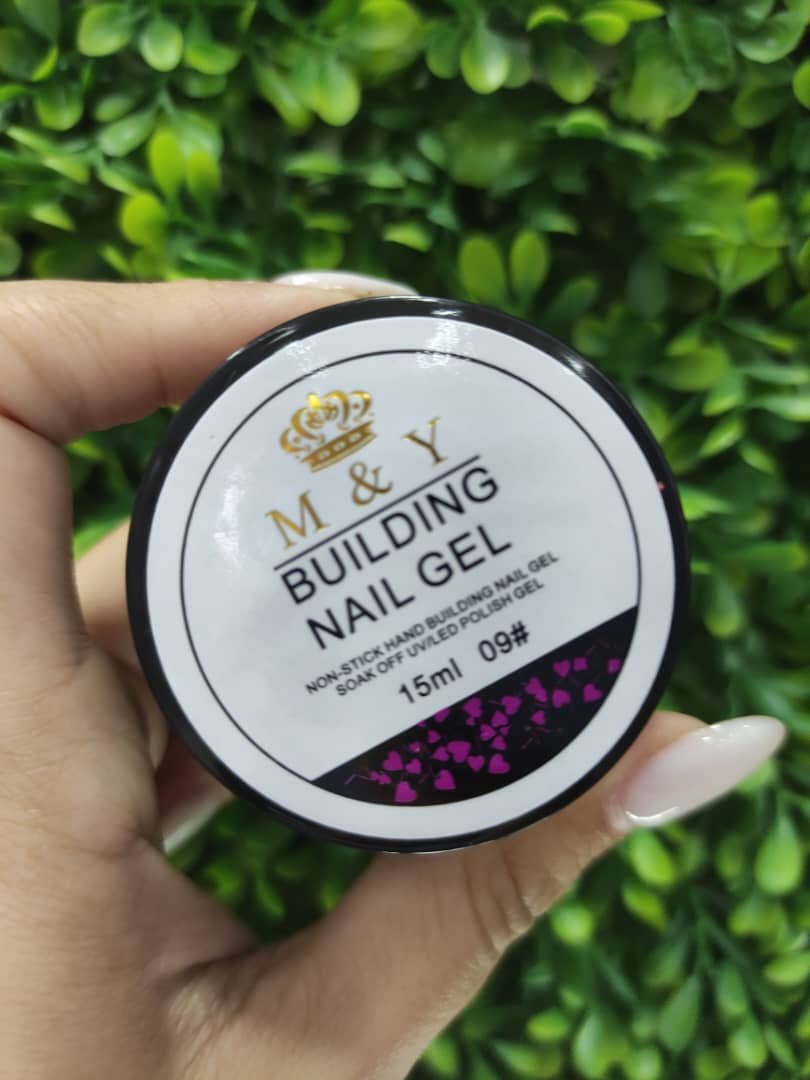 M & Y
BUILDING
NAIL GEL
NON-STICK HAND BUILDING NAIL GEL
SOAK OFF UV/LED POLISH GEL
15ml 09#